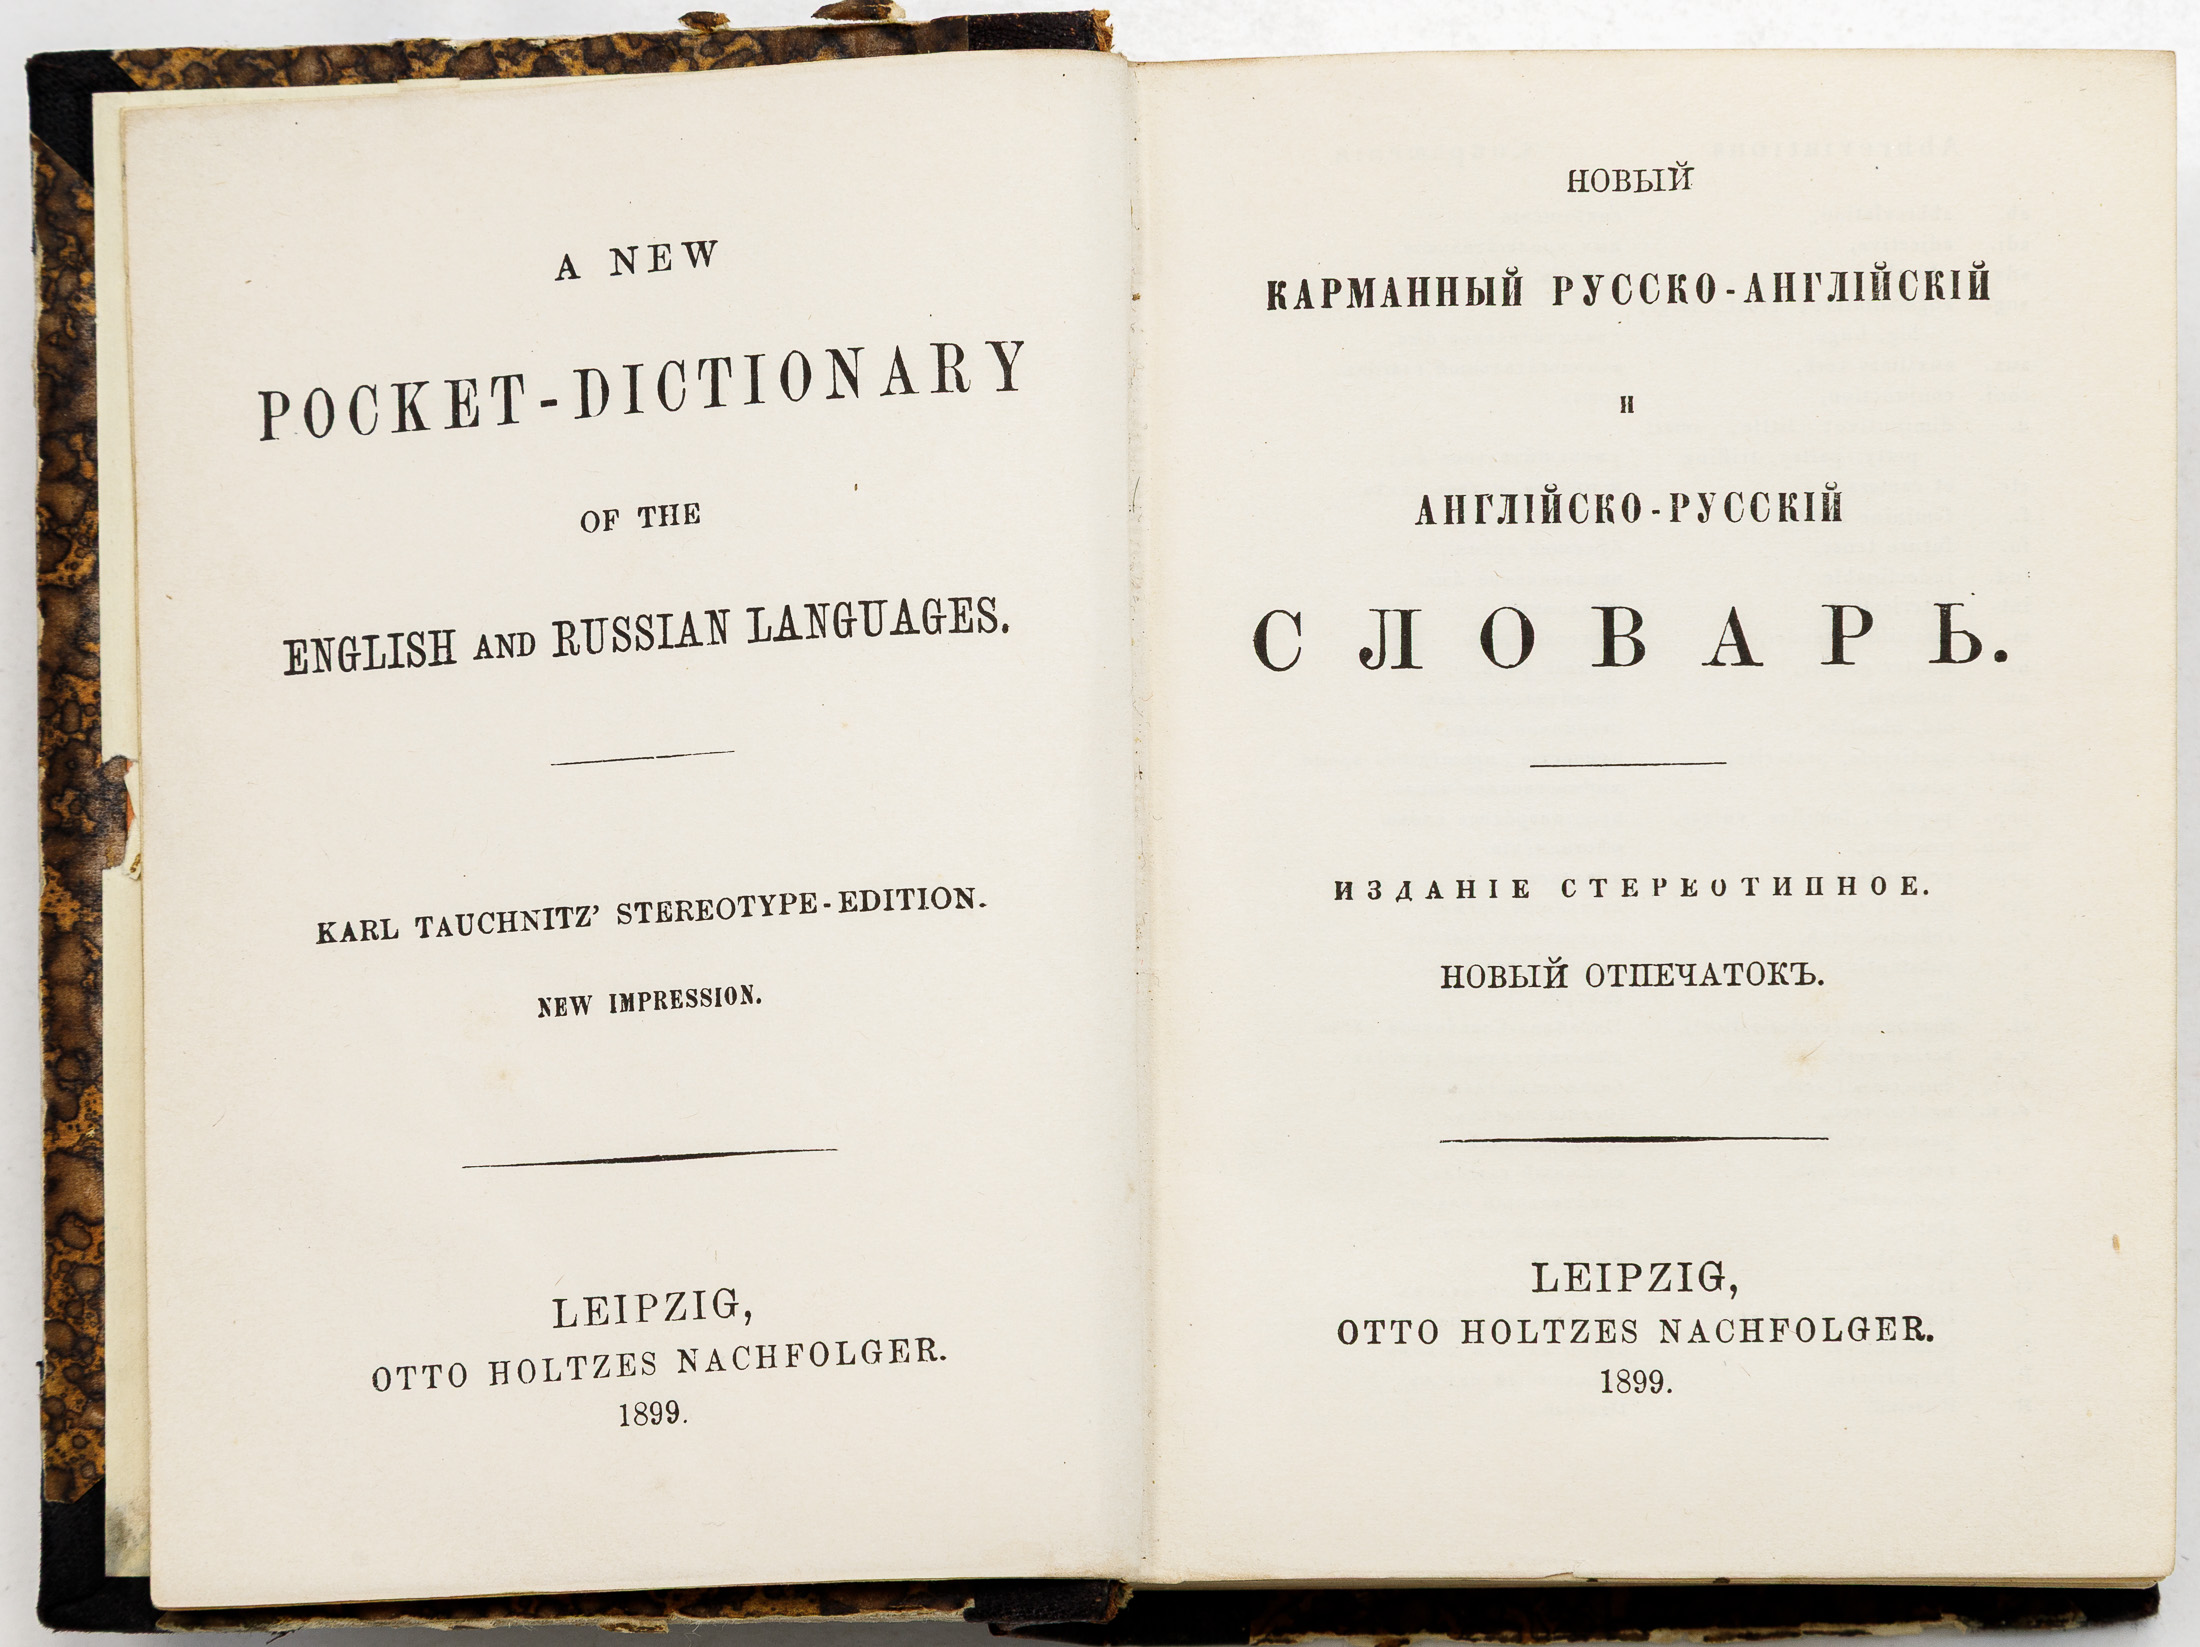 A NEW
POCKET-DICTIONARY
OF THE
ENGLISH AND RUSSIAN LANGUAGES.
KARL TAUCHNITZ' STEREOTYPE-EDITION.
NEW IMPRESSION.
LEIPZIG,
OTTO HOLTZES NACHFOLGER.
1899.
НОВЫЙ
КАРМАННЫЙ РУССКО-АНГЛІЙСКІЙ
И
АНГЛІЙСКО-РУССКІЙ
СЛОВАРЬ.
ИЗДАНІЕ СТЕРЕОТИПНОЕ.
НОВЫЙ ОТПЕЧАТОКЪ.
LEIPZIG,
OTTO HOLTZES NACHFOLGER.
1899.